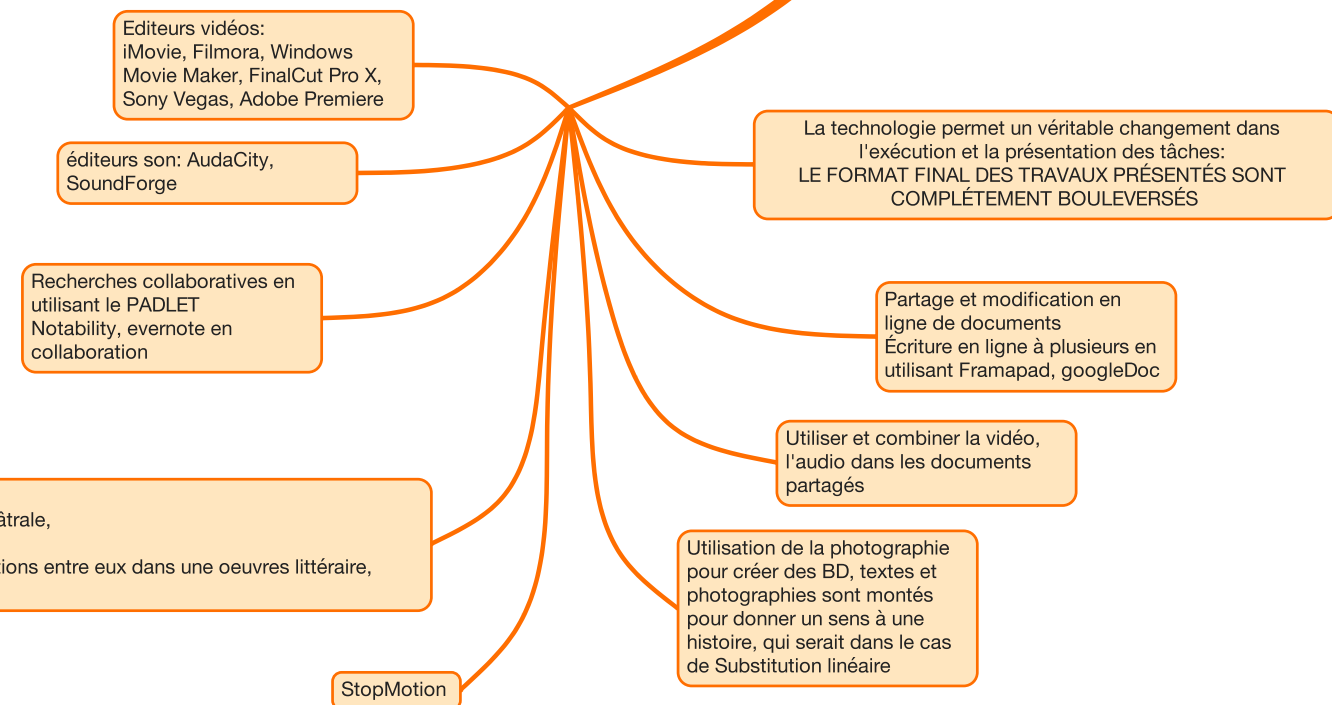 Editeurs vidéos:
iMovie, Filmora, Windows
Movie Maker, FinalCut Pro X,
Sony Vegas, Adobe Premiere
éditeurs son: AudaCity,
SoundForge
Recherches collaboratives en
utilisant le PADLET
Notability, evernote en
collaboration
entre eux dans une oeuvres littéraire,
StopMotion
La technologie permet un véritable changement dans
l'exécution et la présentation des tâches:
LE FORMAT FINAL DES TRAVAUX PRÉSENTÉS SONT
COMPLÉTEMENT BOULEVERSÉS
Partage et modification en
ligne de documents
Écriture en ligne à plusieurs en
utilisant Framapad, googleDoc
Utiliser et combiner la vidéo,
l'audio dans les documents
partagés
Utilisation de la photographie
pour créer des BD, textes et
photographies sont montés
pour donner un sens à une
histoire, qui serait dans le cas
de Substitution linéaire